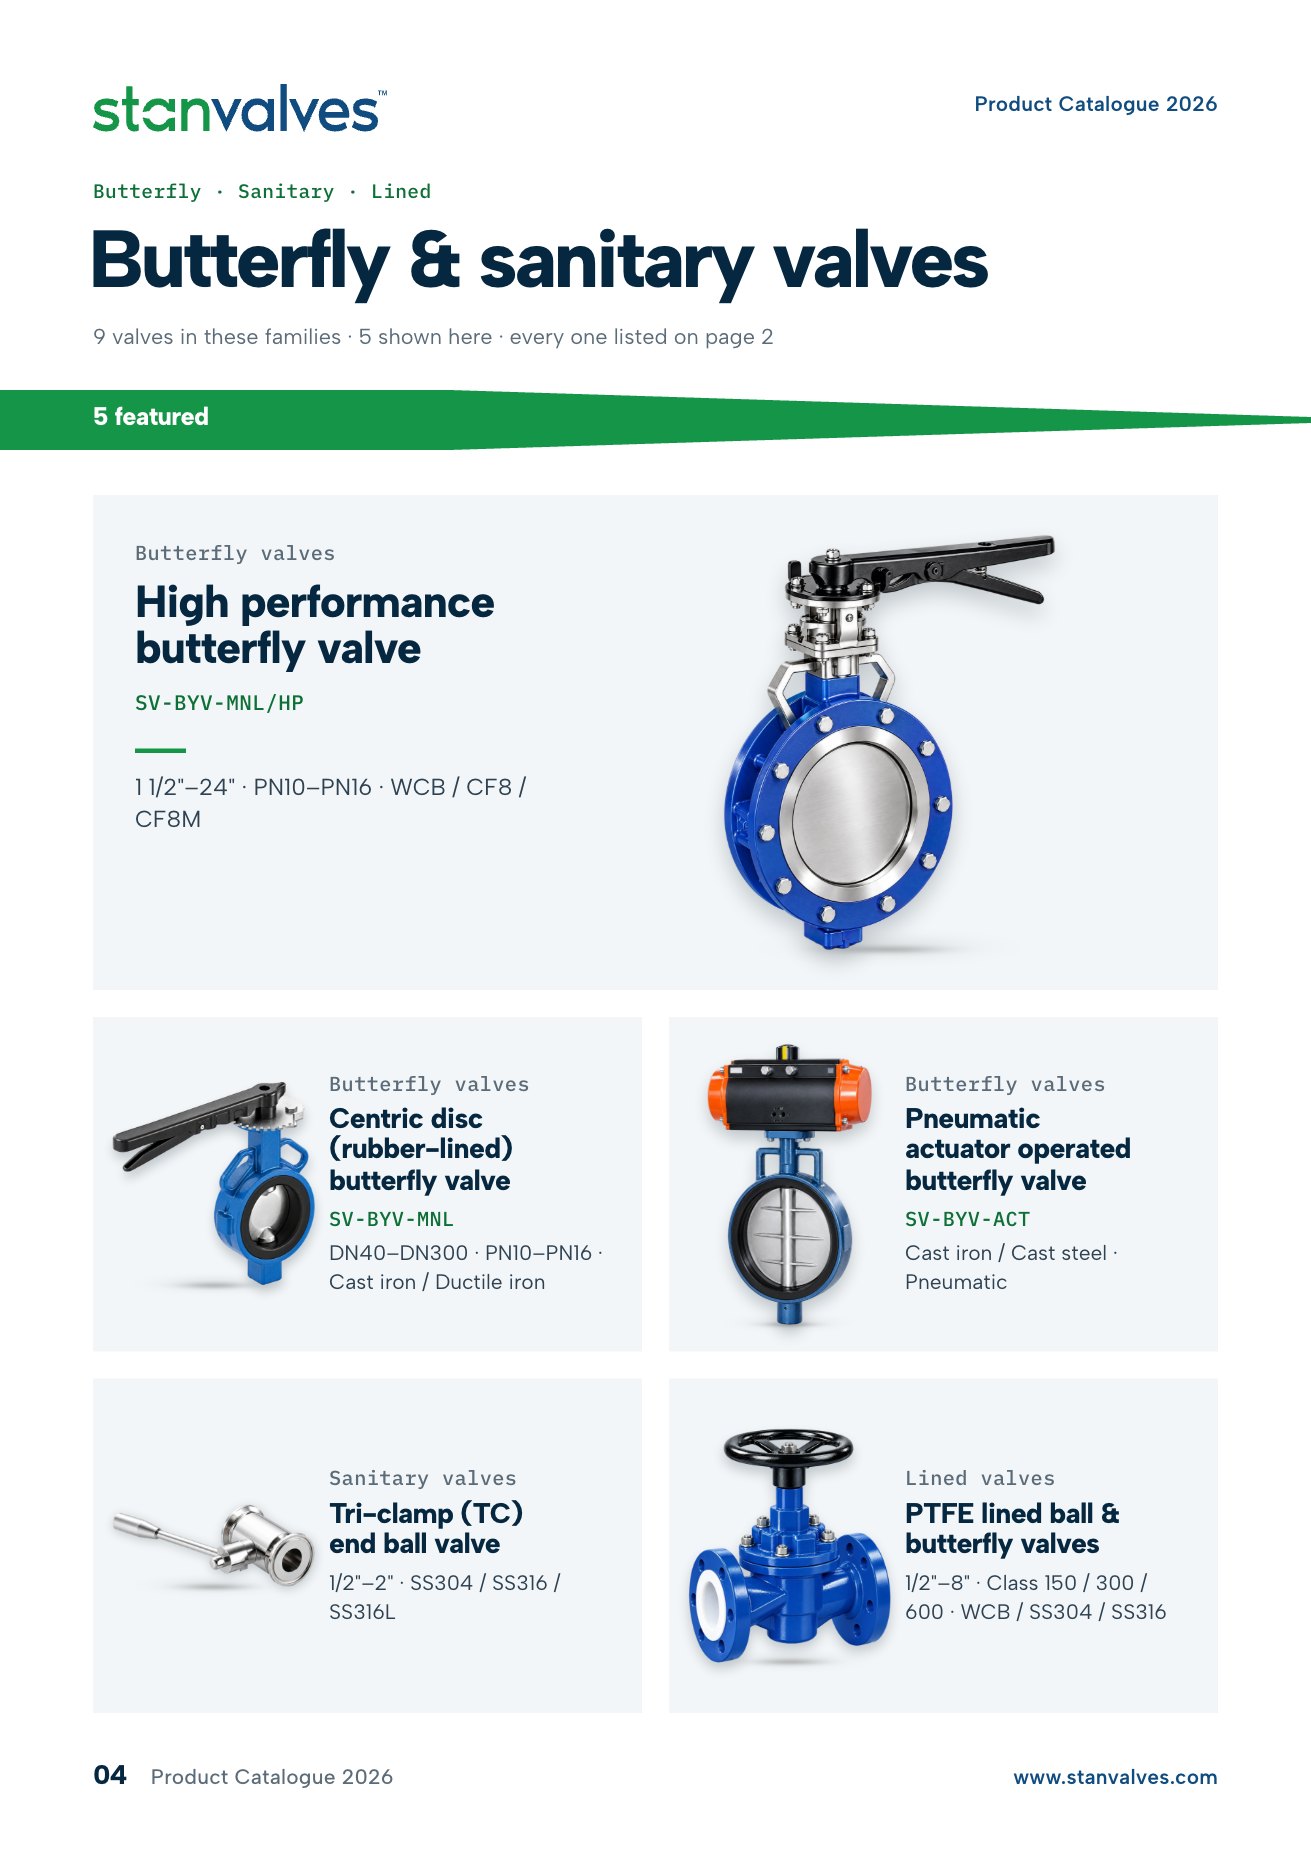 stanvalves™
Product Catalogue 2026
Butterfly · Sanitary · Lined
Butterfly & sanitary valves
9 valves in these families · 5 shown here · every one listed on page 2
5 featured
Butterfly valves
High performance
butterfly valve
SV-BYV-MNL/HP
1 1/2"–24" · PN10–PN16 · WCB / CF8 /
CF8M
Butterfly valves
Centric disc
(rubber-lined)
butterfly valve
SV-BYV-MNL
DN40–DN300 · PN10–PN16 ·
Cast iron / Ductile iron
Butterfly valves
Pneumatic
actuator operated
butterfly valve
SV-BYV-ACT
Cast iron / Cast steel ·
Pneumatic
Sanitary valves
Tri-clamp (TC)
end ball valve
1/2"–2" · SS304 / SS316 /
SS316L
Lined valves
PTFE lined ball &
butterfly valves
1/2"–8" · Class 150 / 300 /
600 · WCB / SS304 / SS316
04 Product Catalogue 2026
www.stanvalves.com